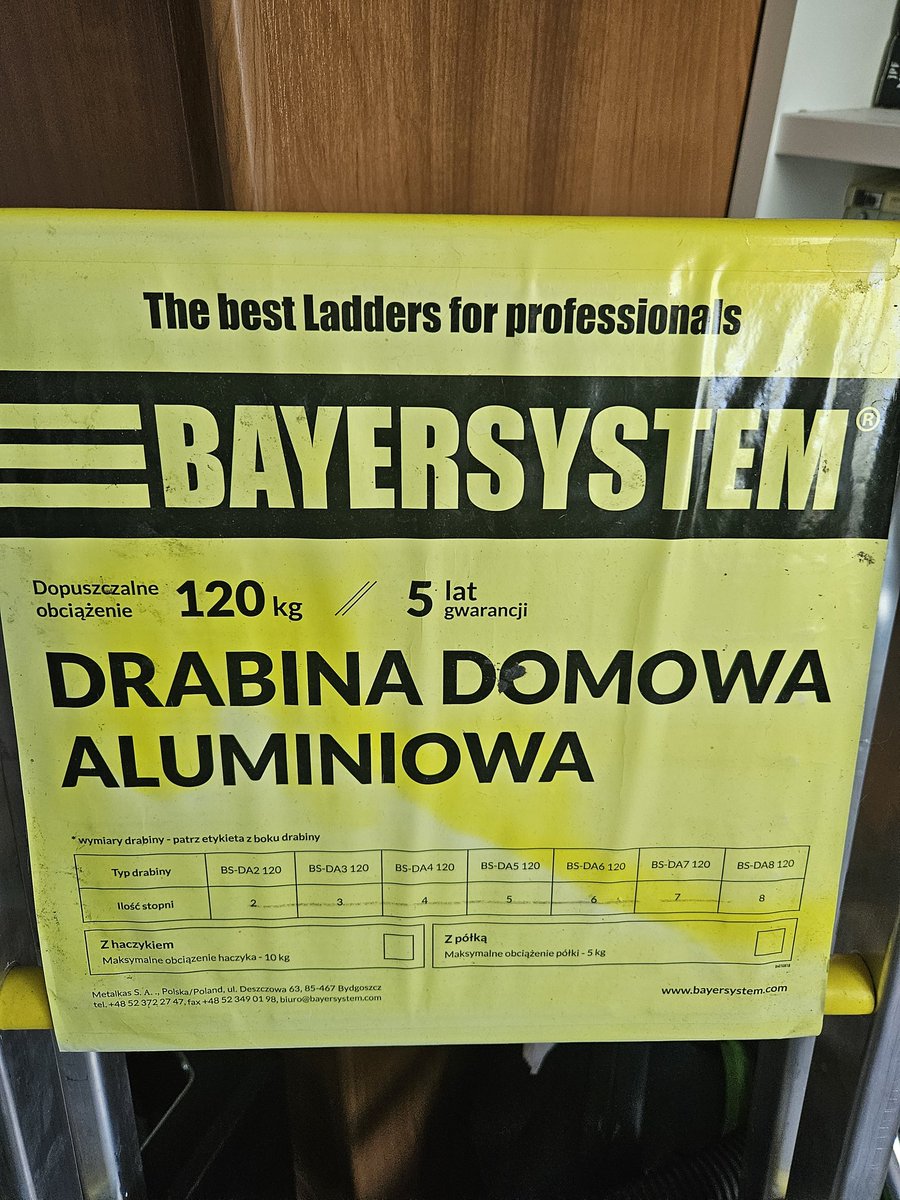 The best Ladders for professionals
BAYERSYSTEM®
Dopuszczalne obciążenie 120 kg // 5 lat gwarancji
DRABINA DOMOWA
ALUMINIOWA
* wymiary drabiny - patrz etykieta z boku drabiny
Typ drabiny BS-DA2 120 BS-DA3 120 BS-DA4 120 BS-DA5 120 BS-DA6 120 BS-DA7 120 BS-DA8 120
Ilość stopni 2 3 4 5 6 7 8
Z haczykiem
Maksymalne obciązenie haczyka - 10 kg
Z półką
Maksymalne obciążenie półki - 5 kg
Metalkas S. A. ., Polska/Poland, ul. Deszczowa 63, 85-467 Bydgoszcz
tel. +48 52 372 27 47, fax +48 52 349 01 98, biuro@bayersystem.com
www.bayersystem.com